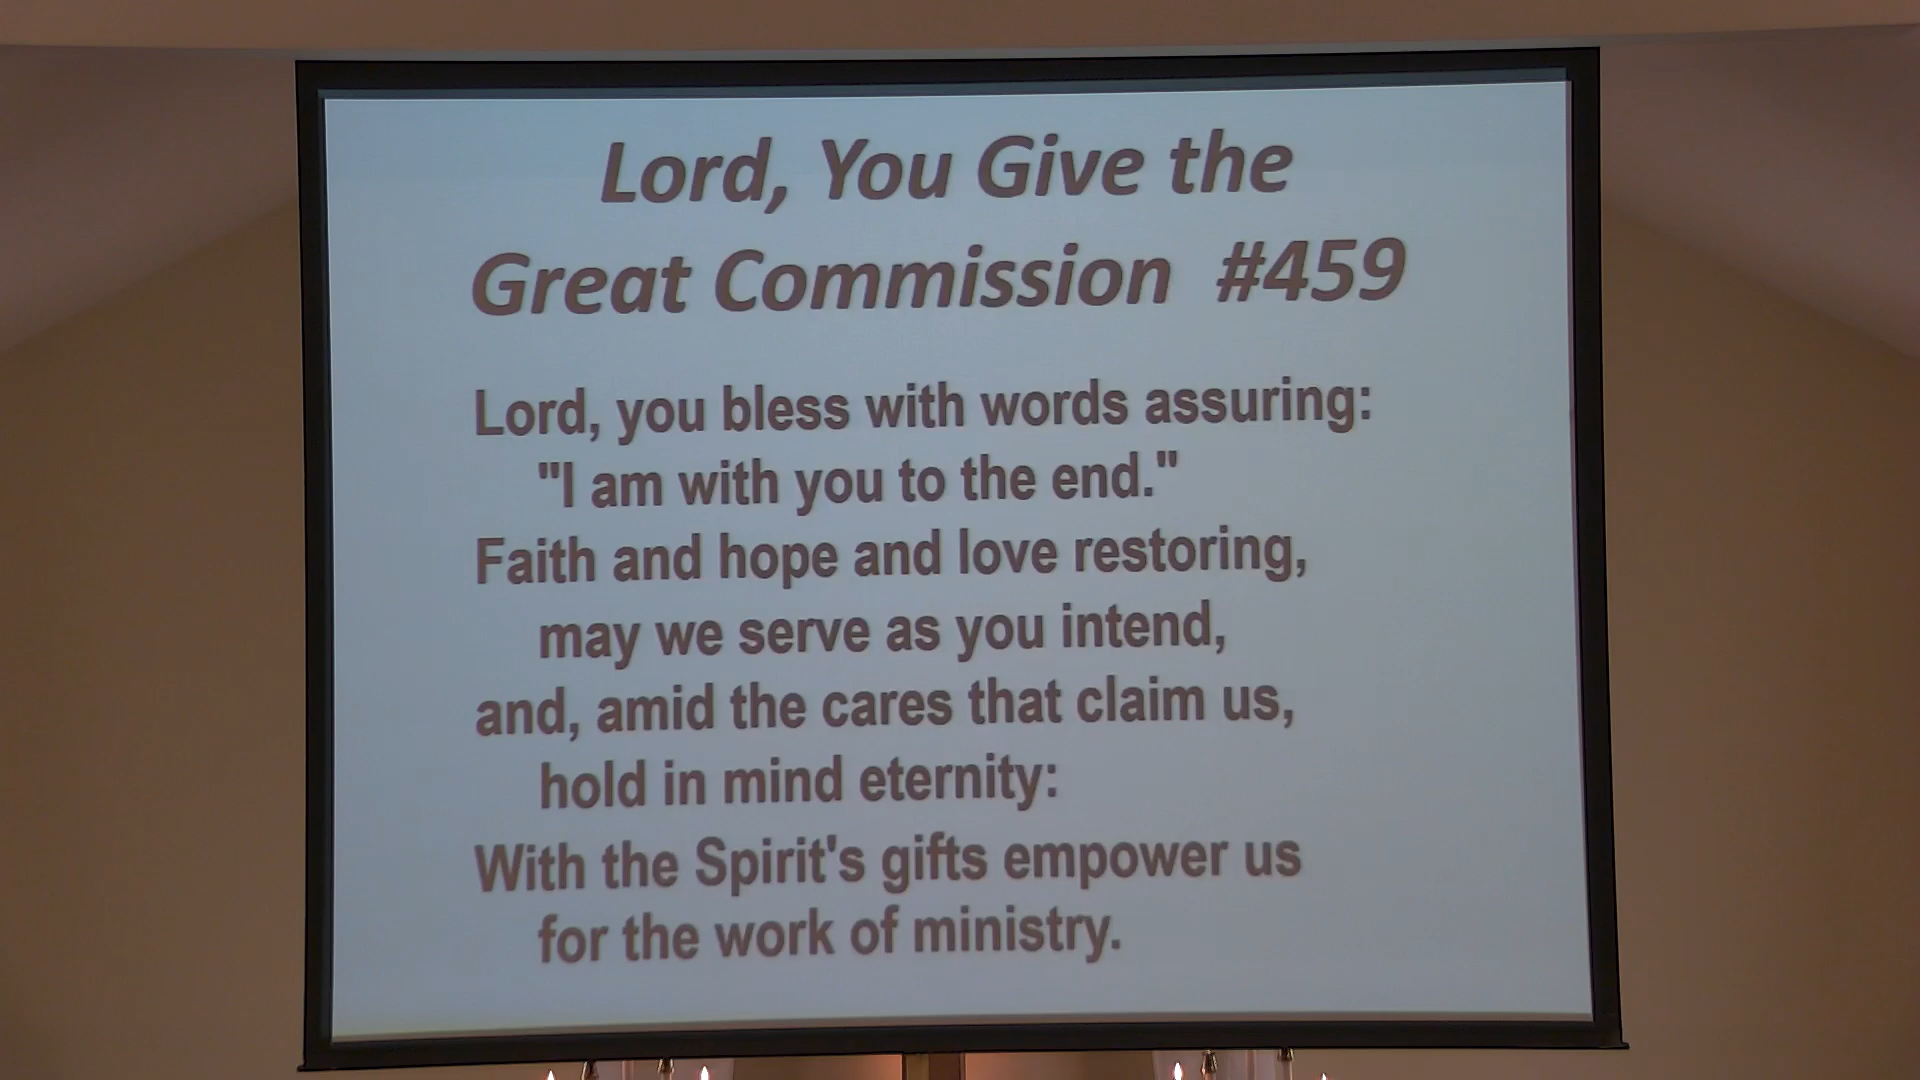 Lord, You Give the
Great Commission #459
Lord, you bless with words assuring:
"I am with you to the end."
Faith and hope and love restoring,
may we serve as you intend,
and, amid the cares that claim us,
hold in mind eternity:
With the Spirit's gifts empower us
for the work of ministry.